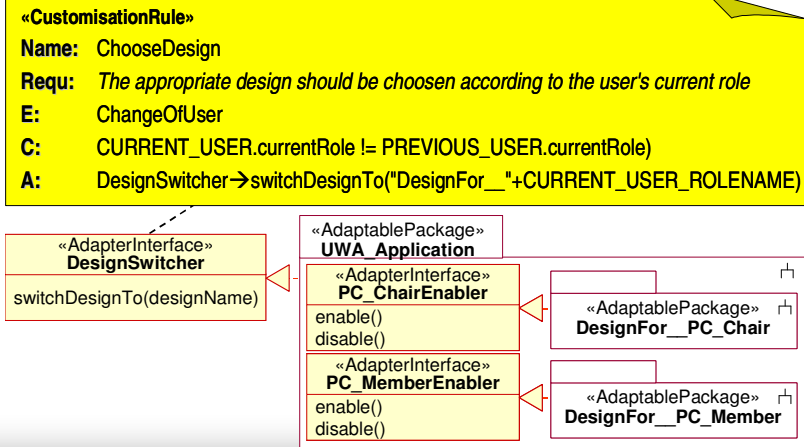 «CustomisationRule»
Name: ChooseDesign
Requ: The appropriate design should be choosen according to the user's current role
E: ChangeOfUser
C: CURRENT_USER.currentRole != PREVIOUS_USER.currentRole)
A: DesignSwitcher→switchDesignTo("DesignFor__"+CURRENT_USER_ROLENAME)
«AdapterInterface»
DesignSwitcher
switchDesignTo(designName)
«AdaptablePackage»
UWA_Application
«AdapterInterface»
PC_ChairEnabler
enable()
disable()
«AdaptablePackage»
DesignFor__PC_Chair
«AdapterInterface»
PC_MemberEnabler
enable()
disable()
«AdaptablePackage»
DesignFor__PC_Member